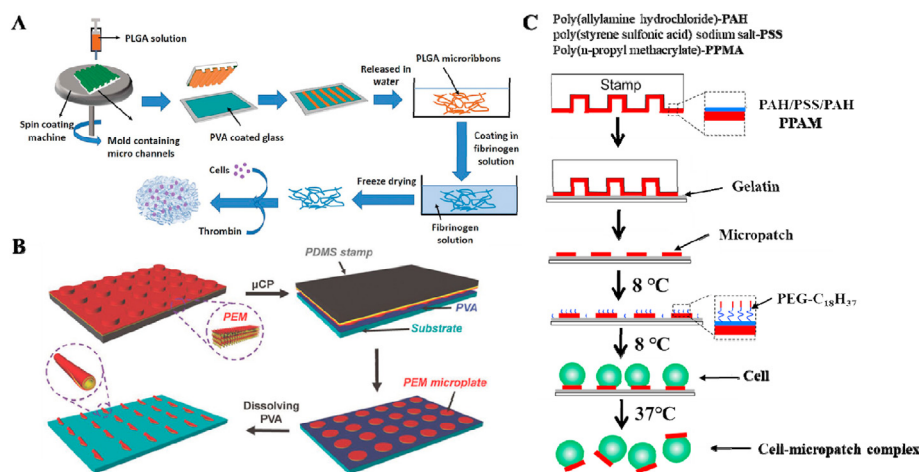 A
PLGA solution
Spin coating
machine
Mold containing
micro channels
PVA coated glass
Released in
water
PLGA microribbons
Coating in
fibrinogen
solution
Fibrinogen
solution
Freeze drying
Cells
Thrombin
B
PEM
μCP
PDMS stamp
PVA
Substrate
PEM microplate
Dissolving
PVA
C
Poly(allylamine hydrochloride)-PAH
poly(styrene sulfonic acid) sodium salt-PSS
Poly(n-propyl methacrylate)-PPMA
Stamp
PAH/PSS/PAH
PPAM
Gelatin
Micropatch
8 °C
PEG-C₁₈H₃₇
8 °C
Cell
37°C
Cell-micropatch complex